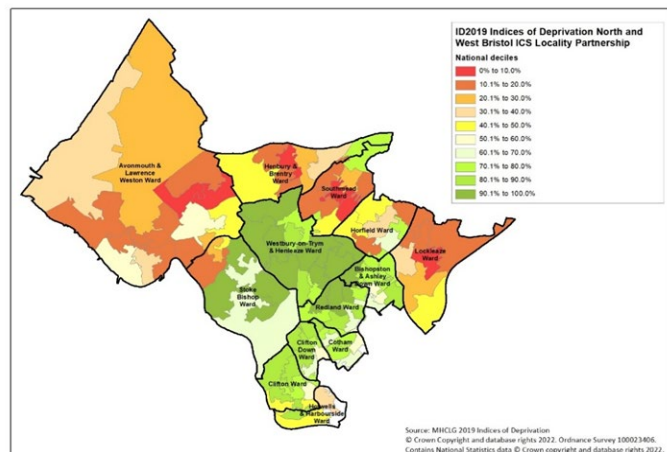 ID2019 Indices of Deprivation North and
West Bristol ICS Locality Partnership
National deciles
0% to 10.0%
10.1% to 20.0%
20.1% to 30.0%
30.1% to 40.0%
40.1% to 50.0%
50.1% to 60.0%
60.1% to 70.0%
70.1% to 80.0%
80.1% to 90.0%
90.1% to 100.0%
Avonmouth &
Lawrence
Weston Ward
Henbury &
Brentry
Ward
Southmead
Ward
Horfield Ward
Lockleaze
Ward
Westbury-on-Trym
& Henleaze Ward
Bishopston
& Ashley
Down Ward
Stoke
Bishop
Ward
Redland Ward
Cotham
Ward
Clifton
Down
Ward
Clifton Ward
Hotwells
& Harbourside
Ward
Source: MHCLG 2019 Indices of Deprivation
© Crown Copyright and database rights 2022. Ordnance Survey 100023406.
Contains National Statistics data © Crown copyright and database rights 2022.